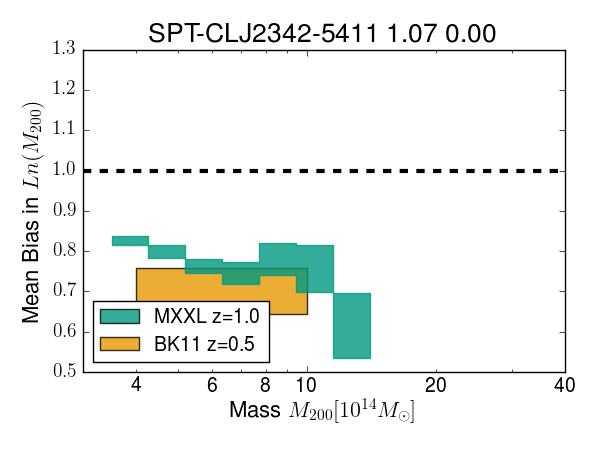 SPT-CLJ2342-5411 1.07 0.00
Mean Bias in Ln(M200)
1.3
1.2
1.1
1.0
0.9
0.8
0.7
0.6
0.5
MXXL z=1.0
BK11 z=0.5
4 6 8 10 20 40
Mass M200[10^14 M⊙]